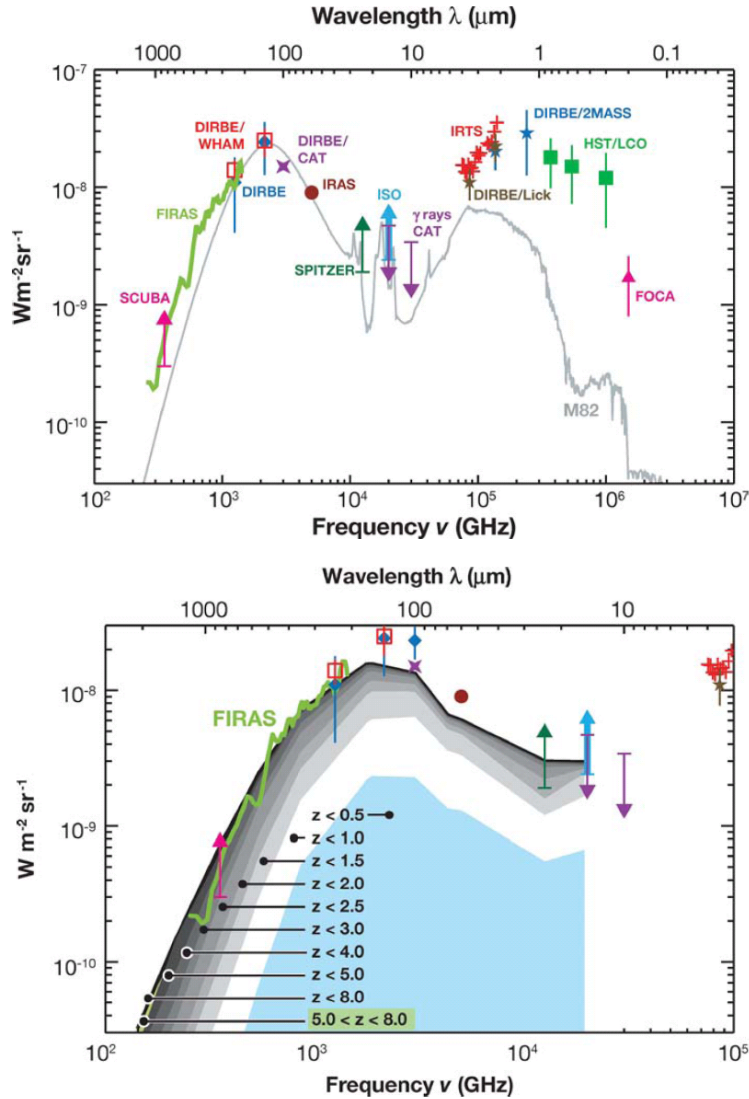 Wavelength λ (μm)
1000 100 10 1 0.1
10⁻⁷
DIRBE/2MASS
DIRBE/
WHAM
DIRBE/
CAT
IRTS
HST/LCO
10⁻⁸
DIRBE
IRAS
ISO
DIRBE/Lick
FIRAS
γ rays
CAT
SPITZER
SCUBA
FOCA
10⁻⁹
Wm⁻²sr⁻¹
M82
10⁻¹⁰
10² 10³ 10⁴ 10⁵ 10⁶ 10⁷
Frequency ν (GHz)
Wavelength λ (μm)
1000 100 10
10⁻⁸
FIRAS
W m⁻² sr⁻¹
10⁻⁹
z < 0.5
z < 1.0
z < 1.5
z < 2.0
z < 2.5
z < 3.0
10⁻¹⁰
z < 4.0
z < 5.0
z < 8.0
5.0 < z < 8.0
10² 10³ 10⁴ 10⁵
Frequency ν (GHz)